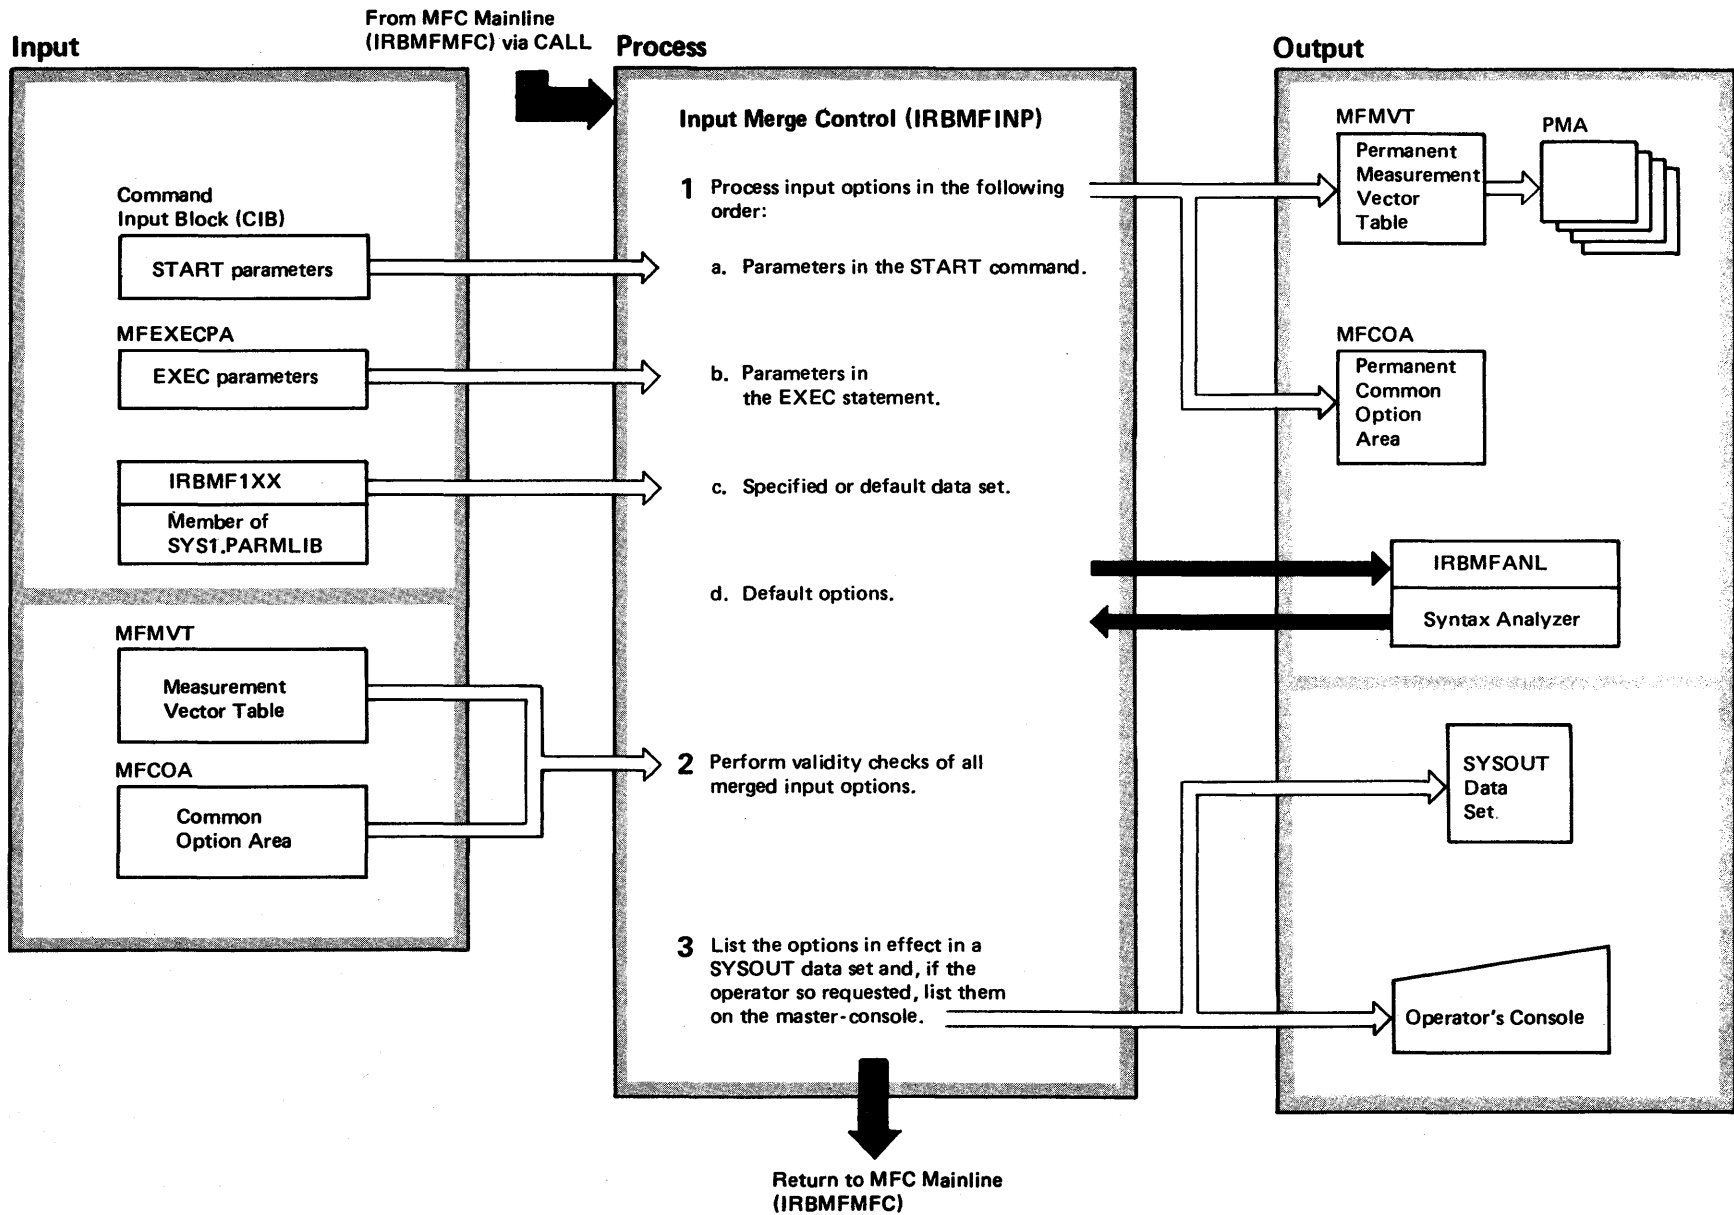 From MFC Mainline
(IRBMFMFC) via CALL
Input
Process
Output
Command
Input Block (CIB)
START parameters
MFEXECPA
EXEC parameters
IRBMF1XX
Member of
SYS1.PARMLIB
MFMVT
Measurement
Vector Table
MFCOA
Common
Option Area
Input Merge Control (IRBMFINP)
1 Process input options in the following
order:
a. Parameters in the START command.
b. Parameters in
the EXEC statement.
c. Specified or default data set.
d. Default options.
2 Perform validity checks of all
merged input options.
3 List the options in effect in a
SYSOUT data set and, if the
operator so requested, list them
on the master-console.
MFMVT
Permanent
Measurement
Vector
Table
PMA
MFCOA
Permanent
Common
Option
Area
IRBMFANL
Syntax Analyzer
SYSOUT
Data
Set.
Operator's Console
Return to MFC Mainline
(IRBMFMFC)